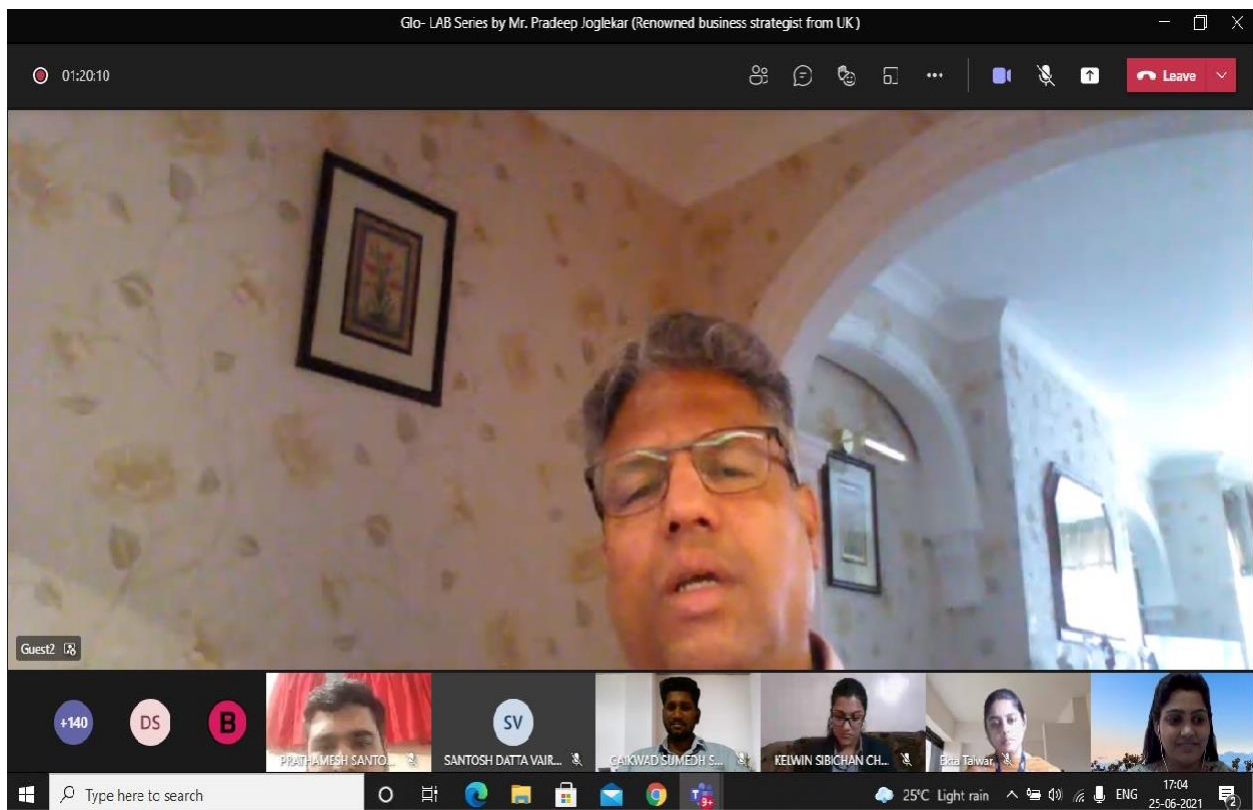 Glo- LAB Series by Mr. Pradeep Joglekar (Renowned business strategist from UK )
01:20:10
Leave
Guest2
+140
DS
B
PRATHAMESH SANTO...
SV
SANTOSH DATTA VAIR...
GAIKWAD SUMEDH S...
KELWIN SIBICHAN CH...
Ekta Talwar
Type here to search
9+
25°C Light rain
ENG
17:04
25-06-2021
2